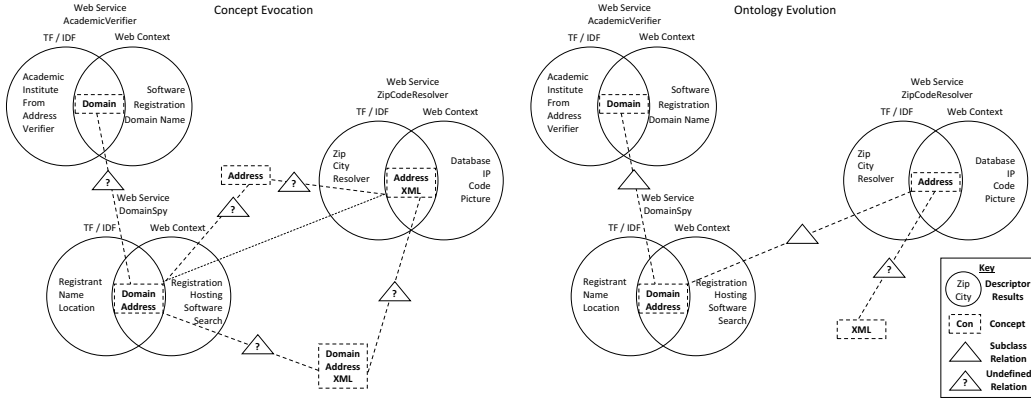 Concept Evocation
Web Service
AcademicVerifier
TF / IDF
Web Context
Academic
Institute
From
Address
Verifier
Domain
Software
Registration
Domain Name
Web Service
ZipCodeResolver
TF / IDF
Web Context
Zip
City
Resolver
Address
XML
Database
IP
Code
Picture
Address
?
?
?
Web Service
DomainSpy
TF / IDF
Web Context
Registrant
Name
Location
Domain
Address
Registration
Hosting
Software
Search
?
?
Domain
Address
XML
Ontology Evolution
Web Service
AcademicVerifier
TF / IDF
Web Context
Academic
Institute
From
Address
Verifier
Domain
Software
Registration
Domain Name
Web Service
ZipCodeResolver
TF / IDF
Web Context
Zip
City
Resolver
Address
Database
IP
Code
Picture
Web Service
DomainSpy
TF / IDF
Web Context
Registrant
Name
Location
Domain
Address
Registration
Hosting
Software
Search
?
XML
Key
Zip
City
Descriptor
Results
Con
Concept
Subclass
Relation
?
Undefined
Relation